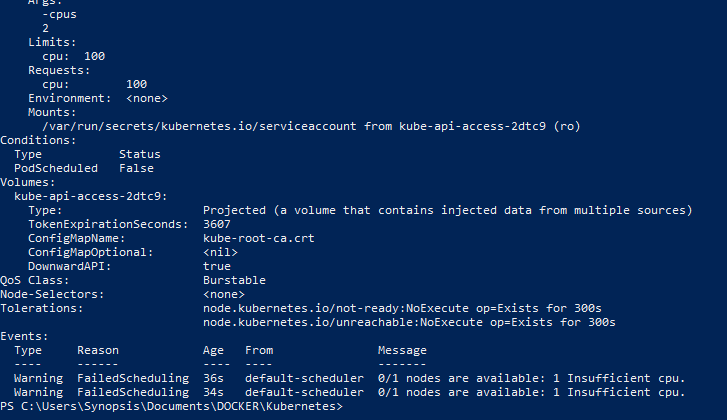 Args:
-cpus
2
Limits:
cpu:  100
Requests:
cpu:        100
Environment:  <none>
Mounts:
/var/run/secrets/kubernetes.io/serviceaccount from kube-api-access-2dtc9 (ro)
Conditions:
Type           Status
PodScheduled   False
Volumes:
kube-api-access-2dtc9:
Type:                    Projected (a volume that contains injected data from multiple sources)
TokenExpirationSeconds:  3607
ConfigMapName:           kube-root-ca.crt
ConfigMapOptional:       <nil>
DownwardAPI:             true
QoS Class:                   Burstable
Node-Selectors:              <none>
Tolerations:                 node.kubernetes.io/not-ready:NoExecute op=Exists for 300s
node.kubernetes.io/unreachable:NoExecute op=Exists for 300s
Events:
Type     Reason            Age   From               Message
----     ------            ----  ----               -------
Warning  FailedScheduling  36s   default-scheduler  0/1 nodes are available: 1 Insufficient cpu.
Warning  FailedScheduling  34s   default-scheduler  0/1 nodes are available: 1 Insufficient cpu.
PS C:\Users\Synopsis\Documents\DOCKER\Kubernetes>